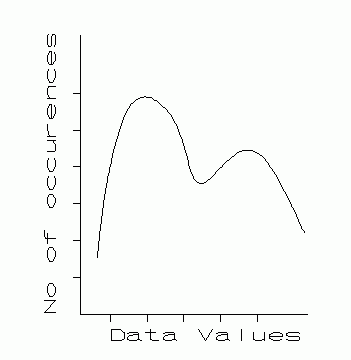 No of occurences
Data Values